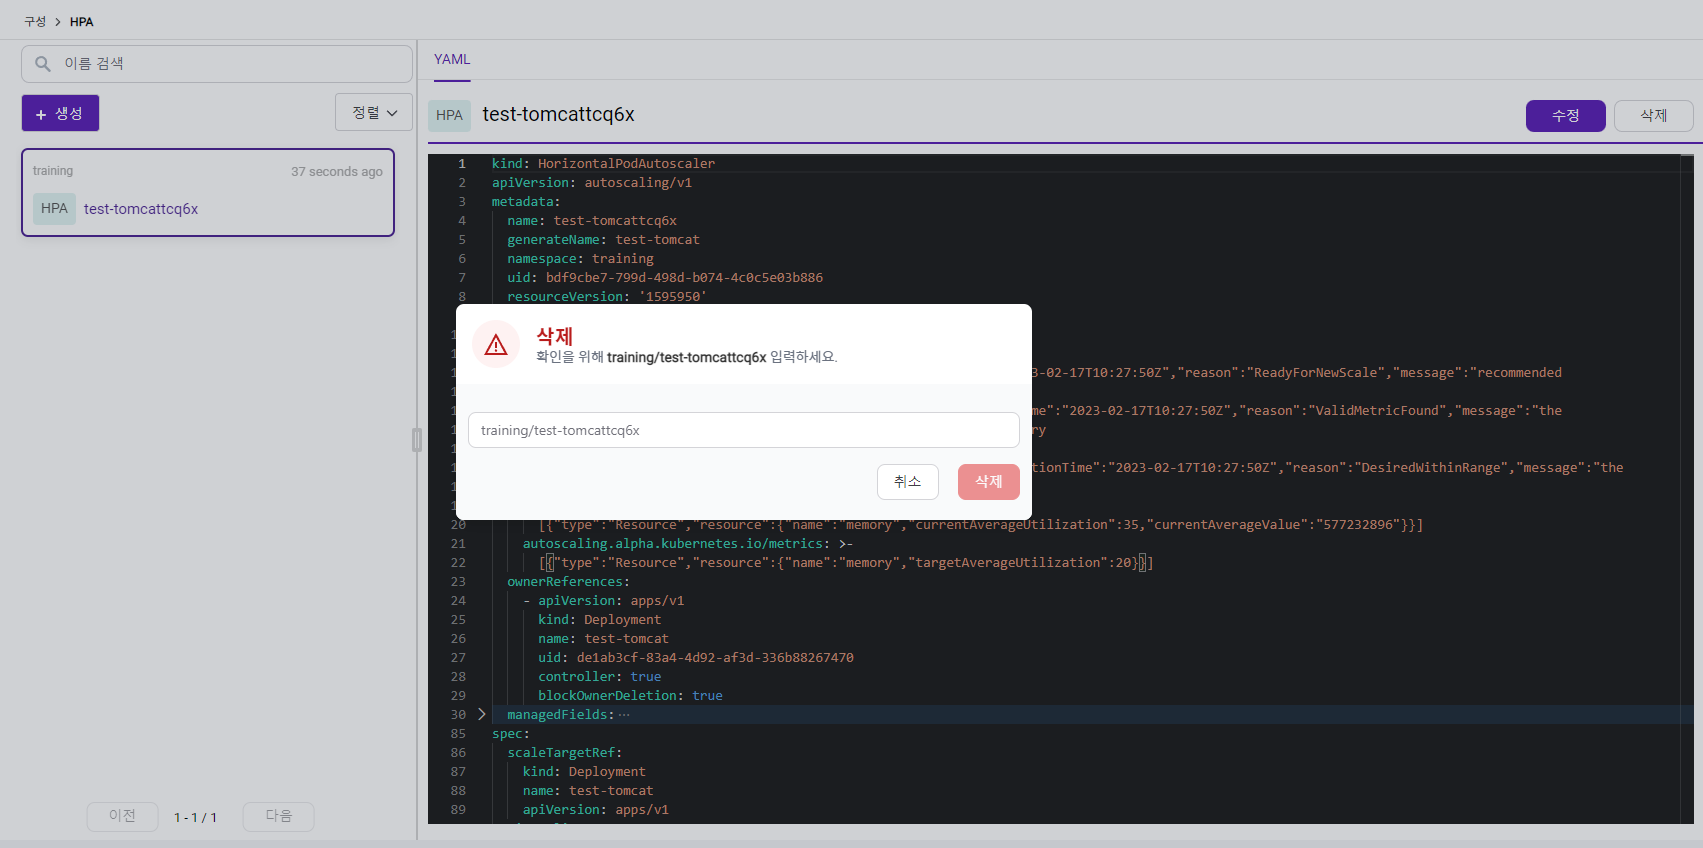 구성 > HPA
이름 검색
+ 생성
정렬
training 37 seconds ago
HPA test-tomcattcq6x
이전 1 - 1 / 1 다음
YAML
HPA test-tomcattcq6x 수정 삭제
1 kind: HorizontalPodAutoscaler
2 apiVersion: autoscaling/v1
3 metadata:
4 name: test-tomcattcq6x
5 generateName: test-tomcat
6 namespace: training
7 uid: bdf9cbe7-799d-498d-b074-4c0c5e03b886
8 resourceVersion: '1595950'
삭제
확인을 위해 training/test-tomcattcq6x 입력하세요.
training/test-tomcattcq6x
취소 삭제
3-02-17T10:27:50Z","reason":"ReadyForNewScale","message":"recommended
me":"2023-02-17T10:27:50Z","reason":"ValidMetricFound","message":"the
ry
tionTime":"2023-02-17T10:27:50Z","reason":"DesiredWithinRange","message":"the
20 [{"type":"Resource","resource":{"name":"memory","currentAverageUtilization":35,"currentAverageValue":"577232896"}}]
21 autoscaling.alpha.kubernetes.io/metrics: >-
22 [{"type":"Resource","resource":{"name":"memory","targetAverageUtilization":20}}]
23 ownerReferences:
24 - apiVersion: apps/v1
25 kind: Deployment
26 name: test-tomcat
27 uid: de1ab3cf-83a4-4d92-af3d-336b88267470
28 controller: true
29 blockOwnerDeletion: true
30 managedFields: ···
85 spec:
86 scaleTargetRef:
87 kind: Deployment
88 name: test-tomcat
89 apiVersion: apps/v1